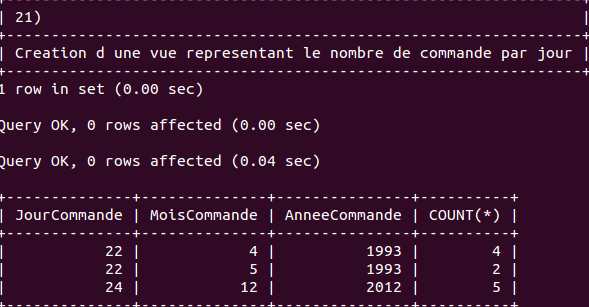 | 21) |
| Creation d une vue representant le nombre de commande par jour |
1 row in set (0.00 sec)
Query OK, 0 rows affected (0.00 sec)
Query OK, 0 rows affected (0.04 sec)
| JourCommande | MoisCommande | AnneeCommande | COUNT(*) |
| 22 | 4 | 1993 | 4 |
| 22 | 5 | 1993 | 2 |
| 24 | 12 | 2012 | 5 |